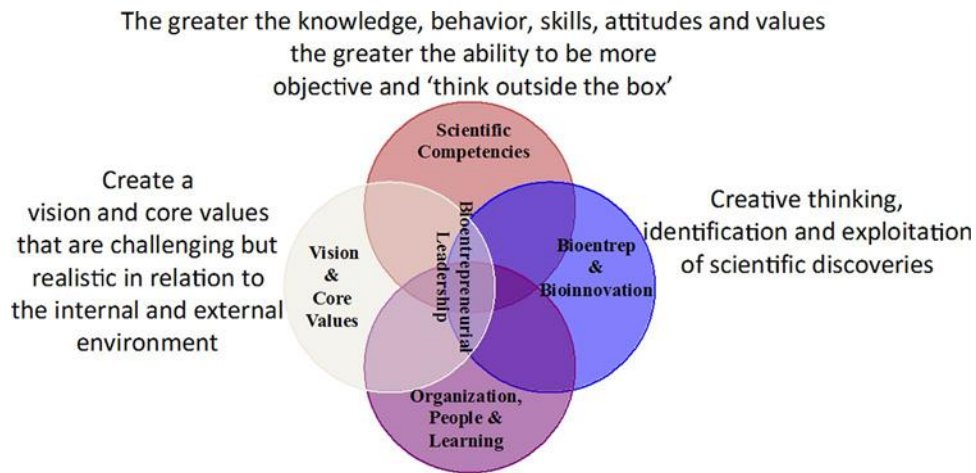 The greater the knowledge, behavior, skills, attitudes and values
the greater the ability to be more
objective and ‘think outside the box’
Scientific
Competencies
Create a
vision and core values
that are challenging but
realistic in relation to
the internal and external
environment
Vision
&
Core
Values
Bioentrepreneurial
Leadership
Bioentrep
&
Bioinnovation
Creative thinking,
identification and exploitation
of scientific discoveries
Organization,
People &
Learning